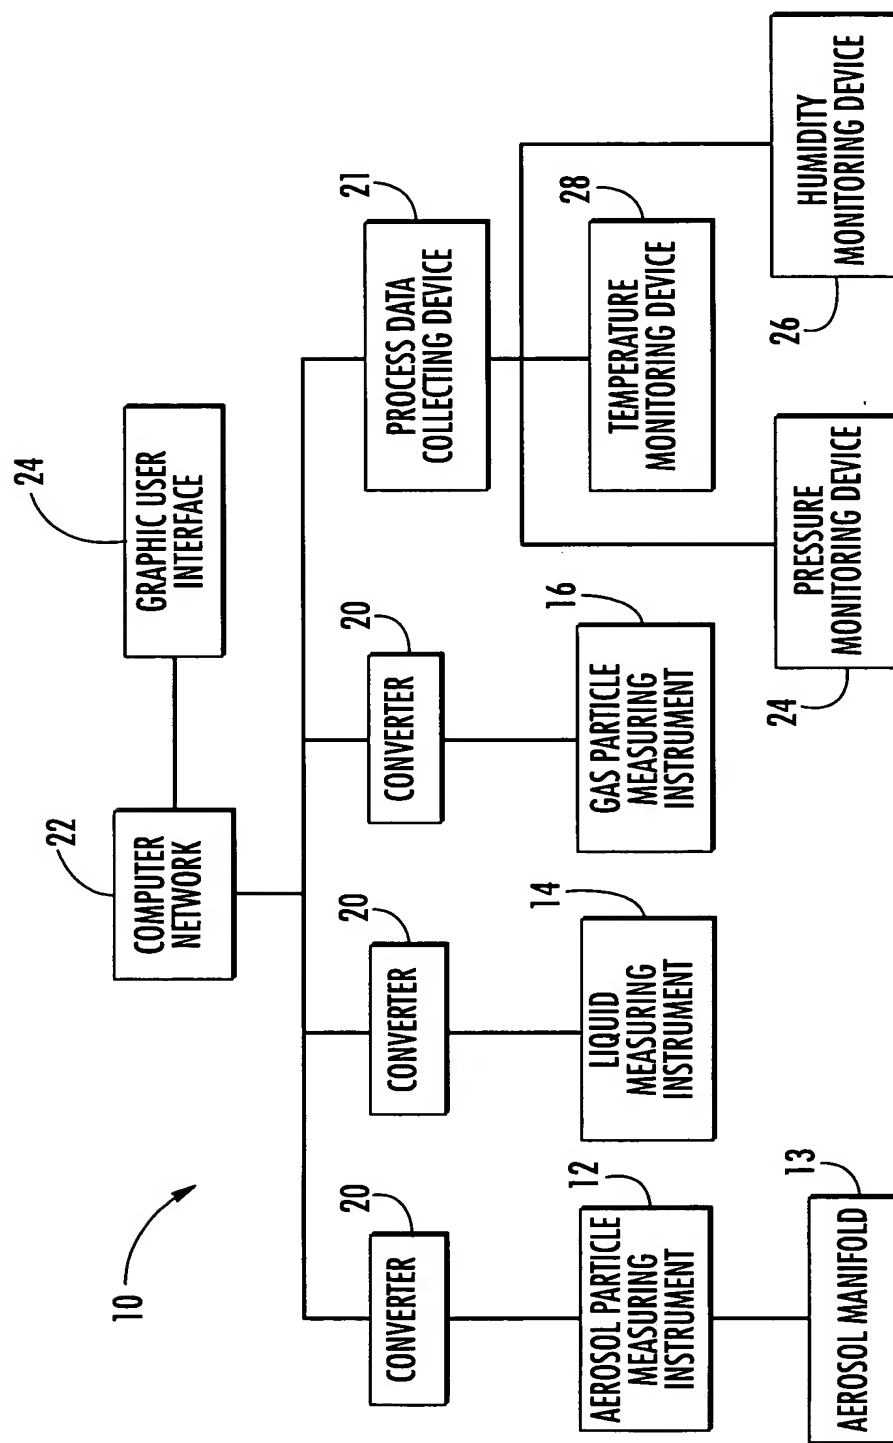 10
22
COMPUTER
NETWORK
24
GRAPHIC USER
INTERFACE
20
CONVERTER
20
CONVERTER
20
CONVERTER
21
PROCESS DATA
COLLECTING DEVICE
12
AEROSOL PARTICLE
MEASURING
INSTRUMENT
14
LIQUID
MEASURING
INSTRUMENT
16
GAS PARTICLE
MEASURING
INSTRUMENT
28
TEMPERATURE
MONITORING DEVICE
13
AEROSOL MANIFOLD
24
PRESSURE
MONITORING DEVICE
26
HUMIDITY
MONITORING DEVICE